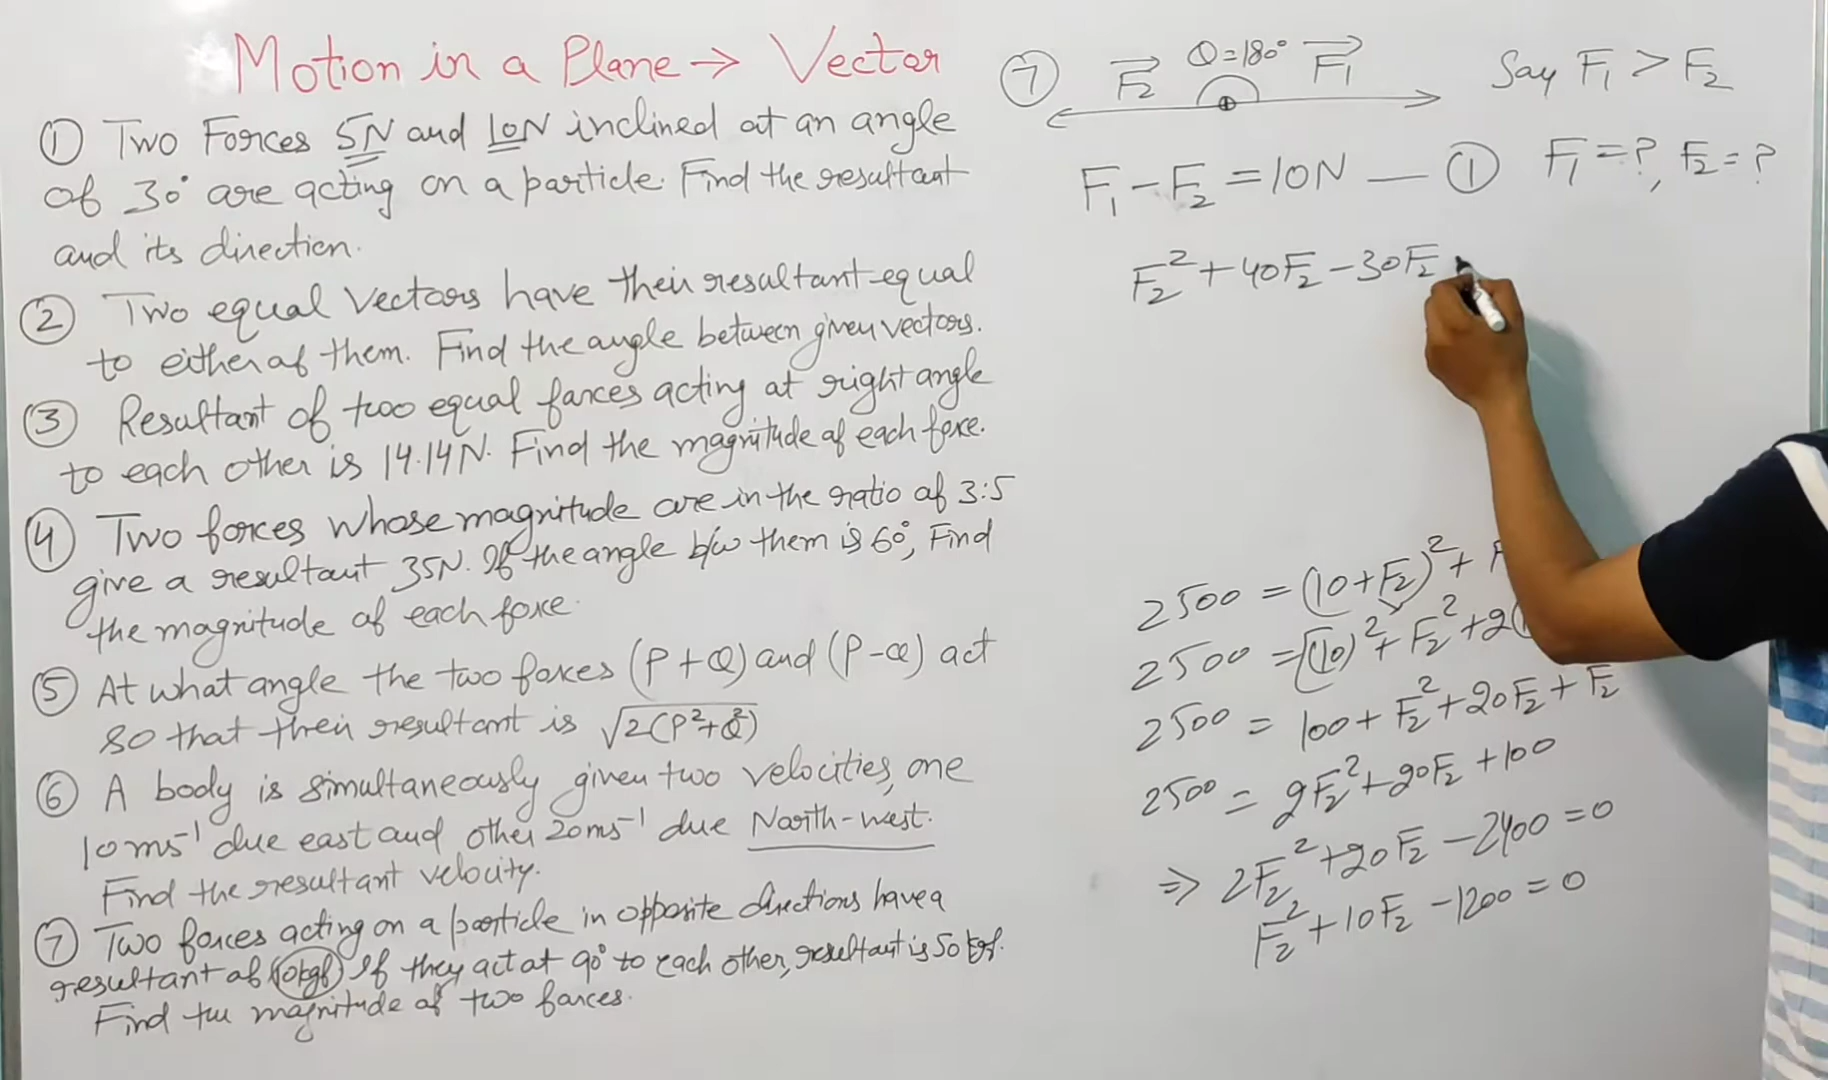 Motion in a Plane → Vector
① Two Forces 5N and 10N inclined at an angle
of 30° are acting on a particle. Find the resultant
and its direction.
② Two equal vectors have their resultant equal
to either of them. Find the angle between given vectors.
③ Resultant of two equal forces acting at right angle
to each other is 14.14N. Find the magnitude of each force.
④ Two forces whose magnitude are in the ratio of 3:5
give a resultant 35N. If the angle b/w them is 60°, Find
the magnitude of each force.
⑤ At what angle the two forces (P+Q) and (P-Q) act
so that their resultant is √2(P²+Q²)
⑥ A body is simultaneously given two velocities, one
10ms⁻¹ due east and other 20ms⁻¹ due North-west.
Find the resultant velocity.
⑦ Two forces acting on a particle in opposite directions have a
resultant of 10kgf. If they act at 90° to each other, resultant is 50 kgf.
Find the magnitude of two forces.
⑦ F₂ θ=180° F₁ Say F₁ > F₂
F₁ - F₂ = 10N — ① F₁ = ?, F₂ = ?
F₂² + 40F₂ - 30F₂
2500 = (10+F₂)² +
2500 = (10)² + F₂² + 2(
2500 = 100 + F₂² + 20F₂ + F₂
2500 = 2F₂² + 20F₂ + 100
⇒ 2F₂² + 20F₂ - 2400 = 0
F₂² + 10F₂ - 1200 = 0